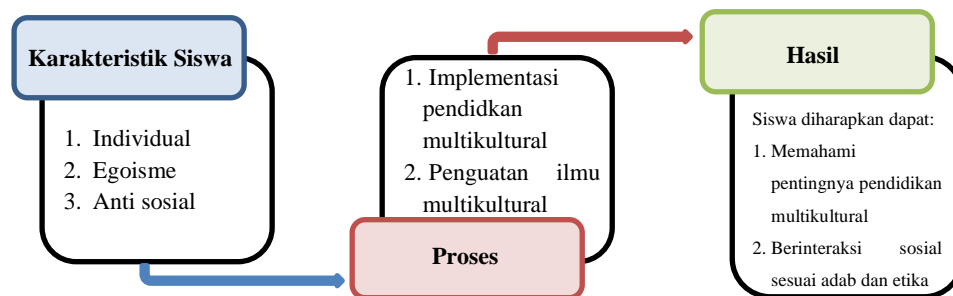 Karakteristik Siswa
1. Individual
2. Egoisme
3. Anti sosial
1. Implementasi
pendidkan
multikultural
2. Penguatan ilmu
multikultural
Proses
Hasil
Siswa diharapkan dapat:
1. Memahami
pentingnya pendidikan
multikultural
2. Berinteraksi sosial
sesuai adab dan etika